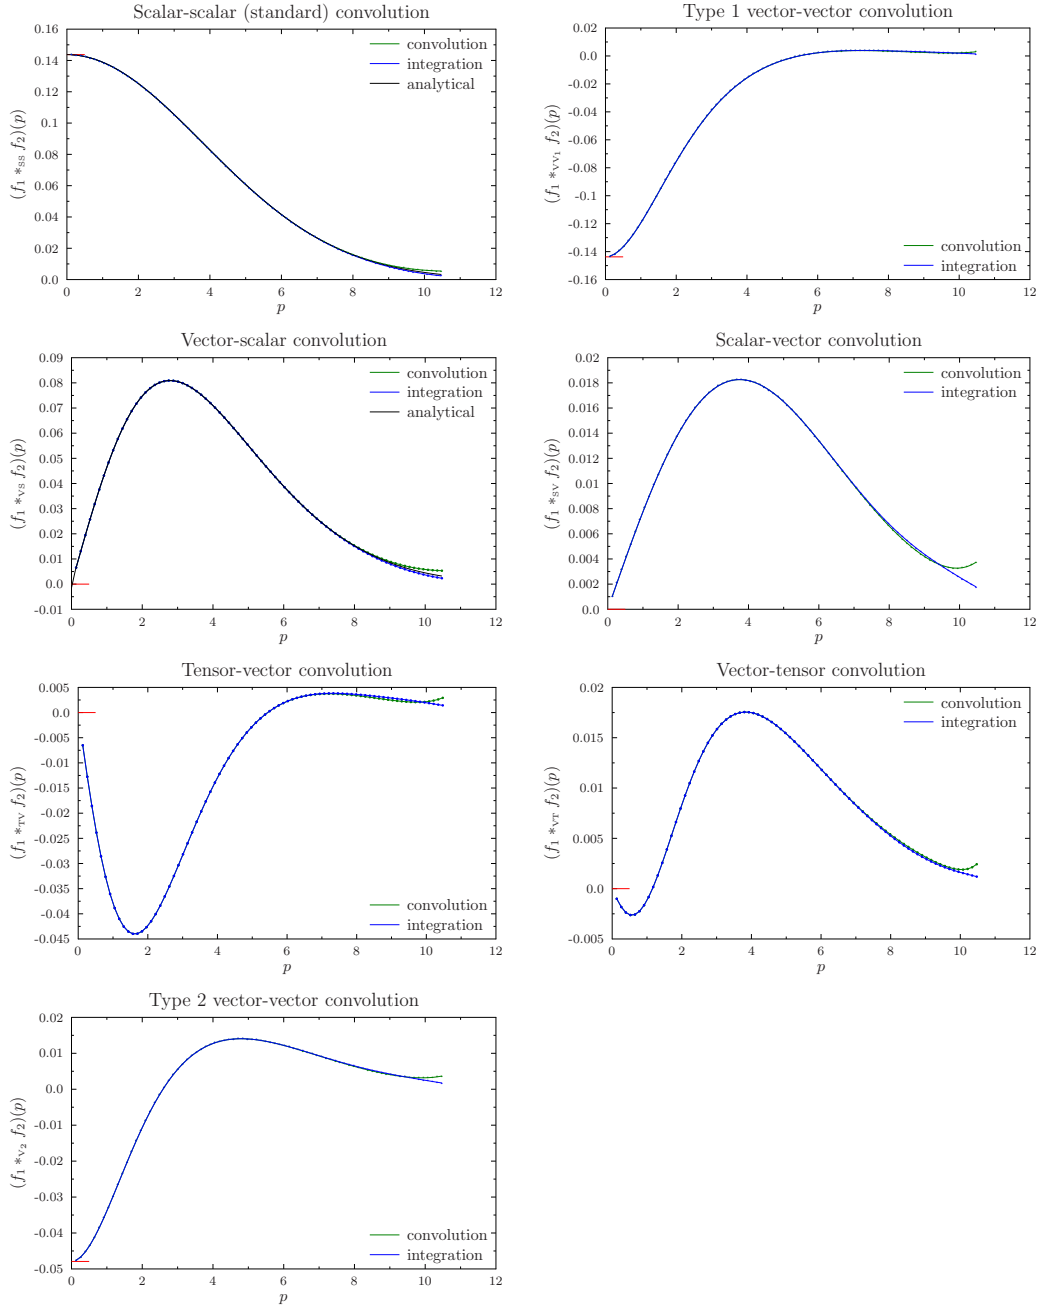 Scalar-scalar (standard) convolution
(f1 *SS f2)(p)
0.16
0.14
0.12
0.1
0.08
0.06
0.04
0.02
0.0
0 2 4 6 8 10 12
p
convolution
integration
analytical
Type 1 vector-vector convolution
(f1 *VV1 f2)(p)
0.02
0.0
-0.02
-0.04
-0.06
-0.08
-0.1
-0.12
-0.14
-0.16
0 2 4 6 8 10 12
p
convolution
integration
Vector-scalar convolution
(f1 *VS f2)(p)
0.09
0.08
0.07
0.06
0.05
0.04
0.03
0.02
0.01
0.0
-0.01
0 2 4 6 8 10 12
p
convolution
integration
analytical
Scalar-vector convolution
(f1 *SV f2)(p)
0.02
0.018
0.016
0.014
0.012
0.01
0.008
0.006
0.004
0.002
0.0
0 2 4 6 8 10 12
p
convolution
integration
Tensor-vector convolution
(f1 *TV f2)(p)
0.005
0.0
-0.005
-0.01
-0.015
-0.02
-0.025
-0.03
-0.035
-0.04
-0.045
0 2 4 6 8 10 12
p
convolution
integration
Vector-tensor convolution
(f1 *VT f2)(p)
0.02
0.015
0.01
0.005
0.0
-0.005
0 2 4 6 8 10 12
p
convolution
integration
Type 2 vector-vector convolution
(f1 *V2 f2)(p)
0.02
0.01
0.0
-0.01
-0.02
-0.03
-0.04
-0.05
0 2 4 6 8 10 12
p
convolution
integration